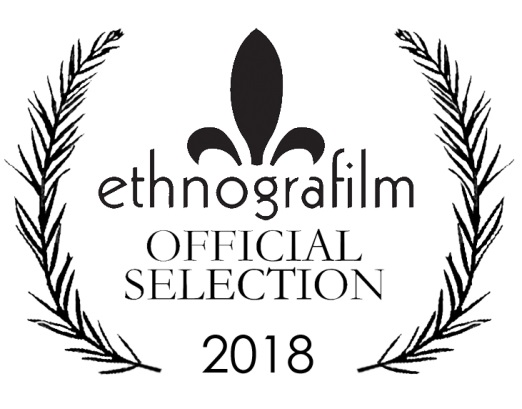 ethnografilm
OFFICIAL
SELECTION
2018